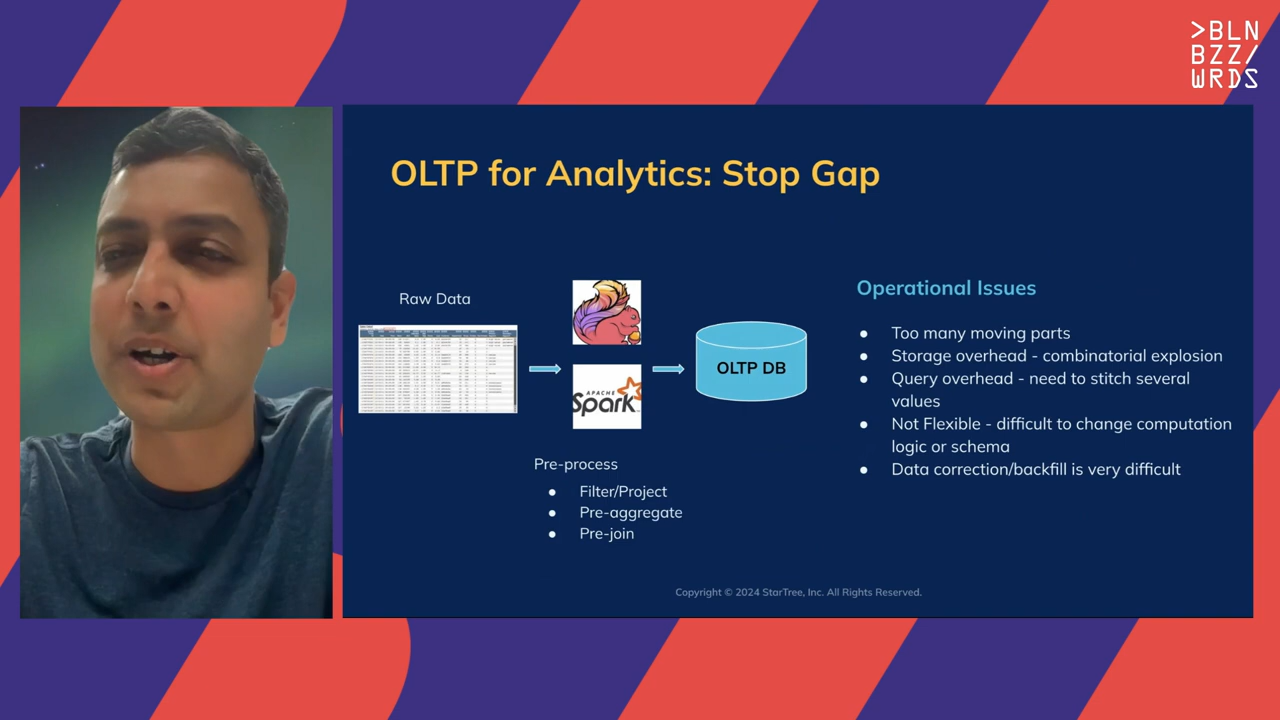 >BLN
BZZ/
WRDS
OLTP for Analytics: Stop Gap
Raw Data
APACHE
Spark
OLTP DB
Pre-process
● Filter/Project
● Pre-aggregate
● Pre-join
Operational Issues
● Too many moving parts
● Storage overhead - combinatorial explosion
● Query overhead - need to stitch several
values
● Not Flexible - difficult to change computation
logic or schema
● Data correction/backfill is very difficult
Copyright © 2024 StarTree, Inc. All Rights Reserved.